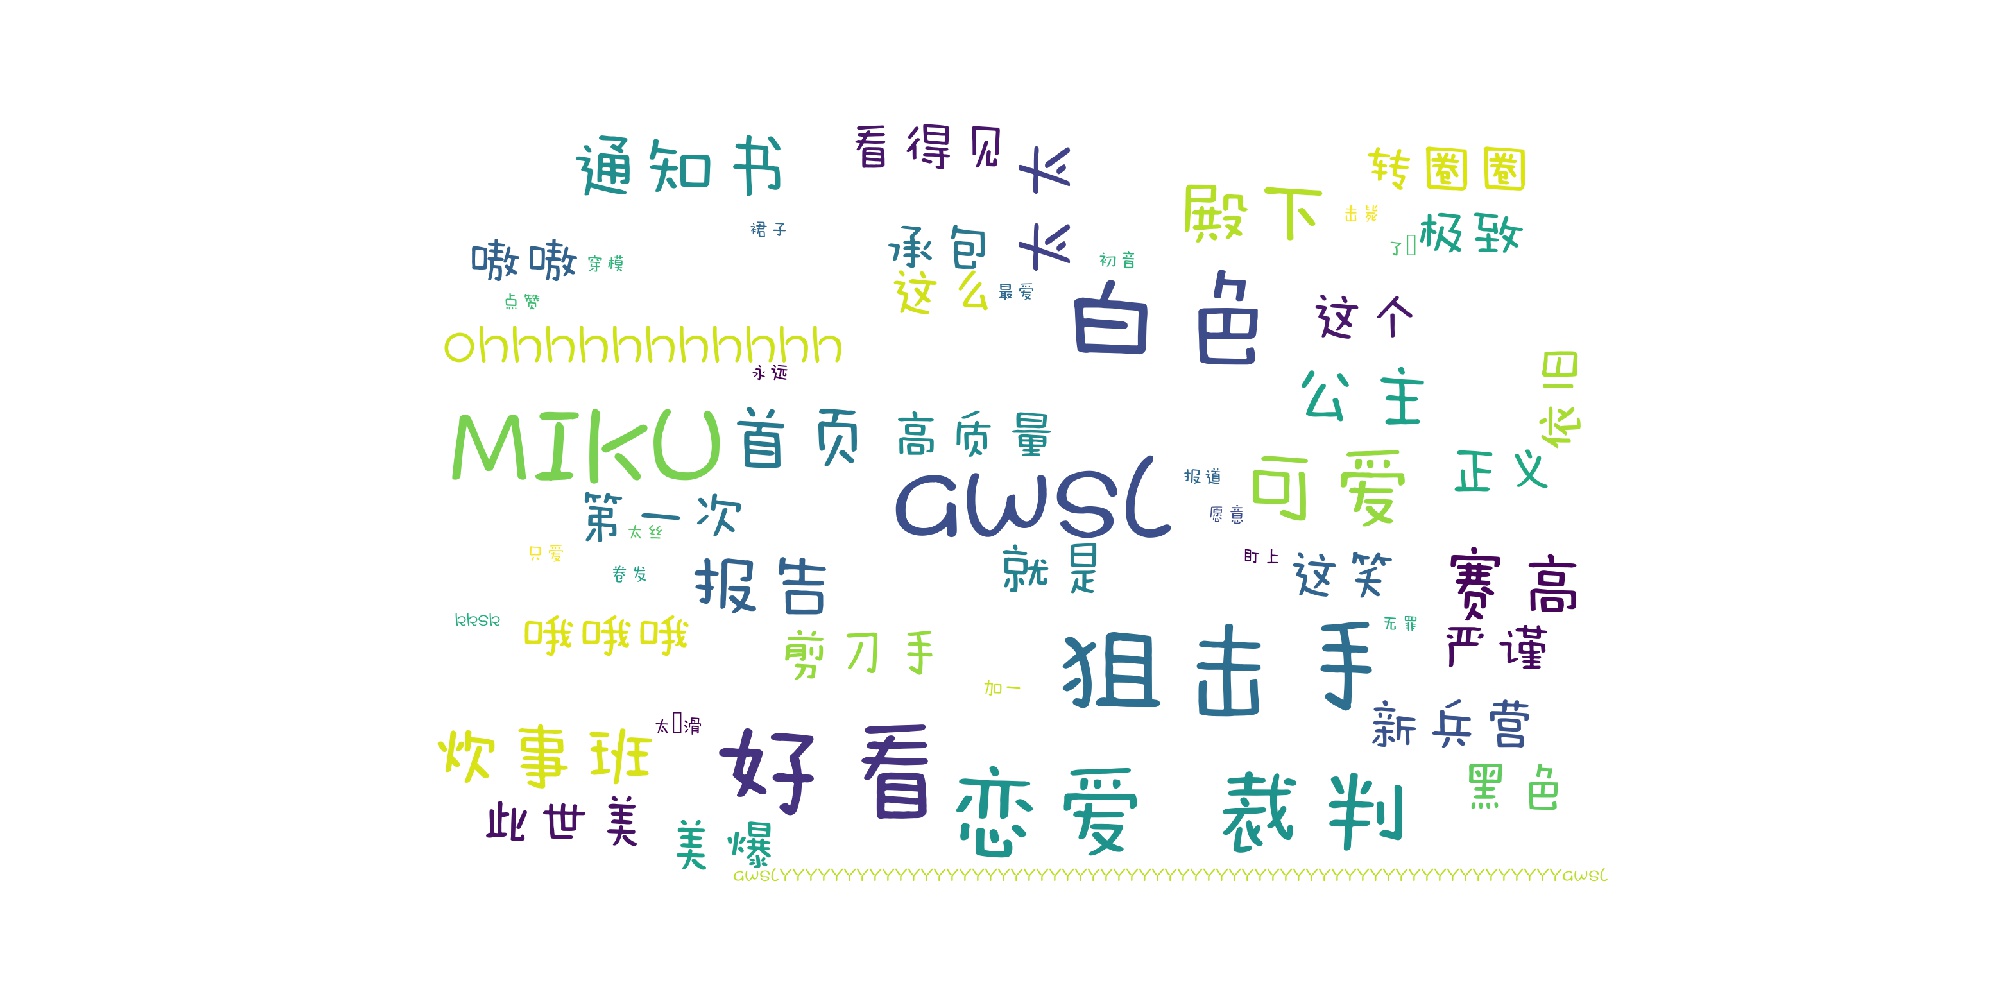 通知书
看得见
长
转圈圈
殿下
击毙
裙子
承包
长
极致
了□
嗷嗷
穿模
初音
点赞
这么
最爱
白色
这个
ohhhhhhhhhhh
永远
公主
依旧
MIKU
首页
高质量
awsl
报道
可爱
正义
第一次
太丝
愿意
只爱
就是
盯上
这笑
赛高
卷发
报告
kksk
哦哦哦
剪刀手
狙击手
无罪
严谨
加一
新兵营
炊事班
太□滑
好看
恋爱
裁判
黑色
此世美
美爆